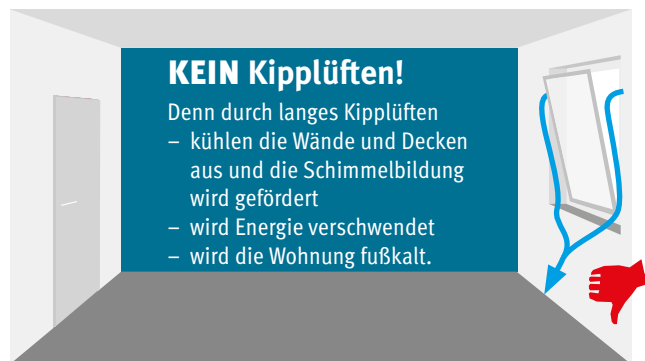 KEIN Kipplüften!
Denn durch langes Kipplüften
– kühlen die Wände und Decken
aus und die Schimmelbildung
wird gefördert
– wird Energie verschwendet
– wird die Wohnung fußkalt.